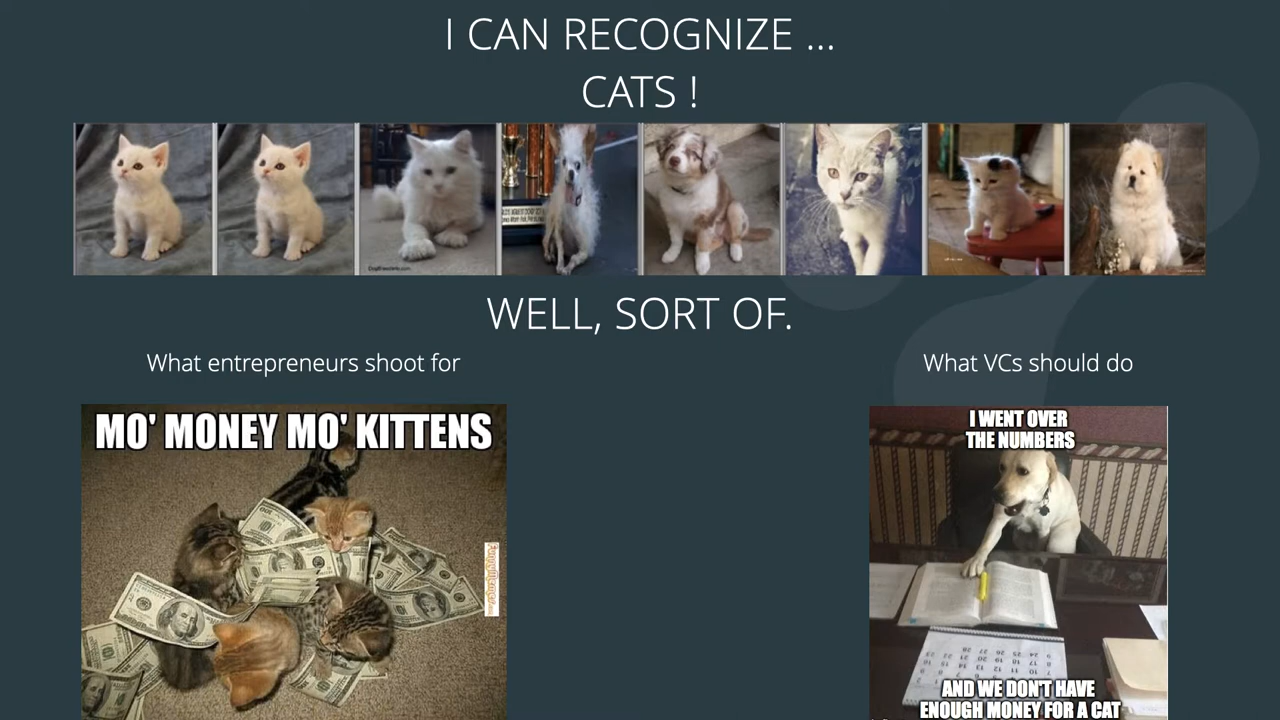 I CAN RECOGNIZE ...
CATS !
WELL, SORT OF.
What entrepreneurs shoot for
What VCs should do
MO' MONEY MO' KITTENS
I WENT OVER
THE NUMBERS
AND WE DON'T HAVE
ENOUGH MONEY FOR A CAT